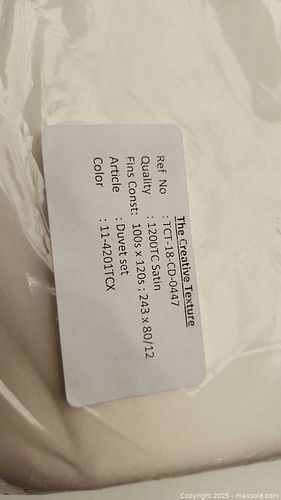 The Creative Texture
Ref No : TCT-18-CD-0447
Quality : 1200TC Satin
Fins Const: 100s x 120s ; 243 x 80/12
Article : Duvet set
Color : 11-4201TCX
Copyright 2023 - maxsold.com